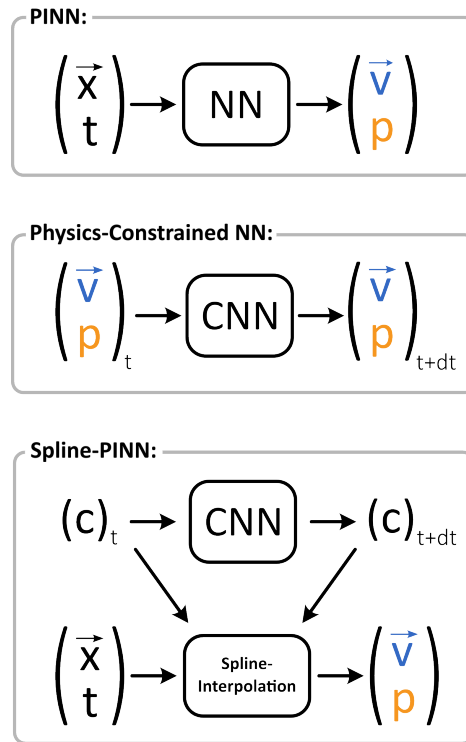 PINN:
(x⃗ t) → NN → (v⃗ p)
Physics-Constrained NN:
(v⃗ p)t → CNN → (v⃗ p)t+dt
Spline-PINN:
(c)t → CNN → (c)t+dt
(x⃗ t) → Spline-
Interpolation → (v⃗ p)